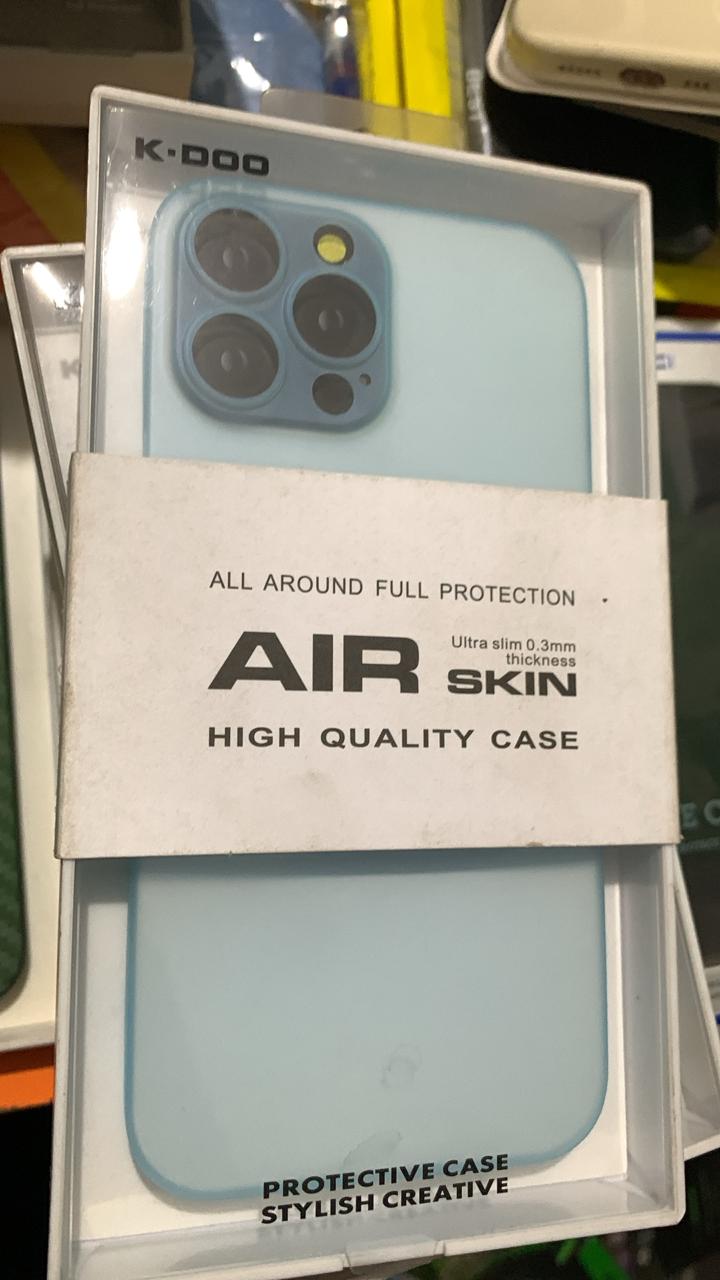 K·DOO
ALL AROUND FULL PROTECTION
AIR
Ultra slim 0.3mm
thickness
SKIN
HIGH QUALITY CASE
PROTECTIVE CASE
STYLISH CREATIVE